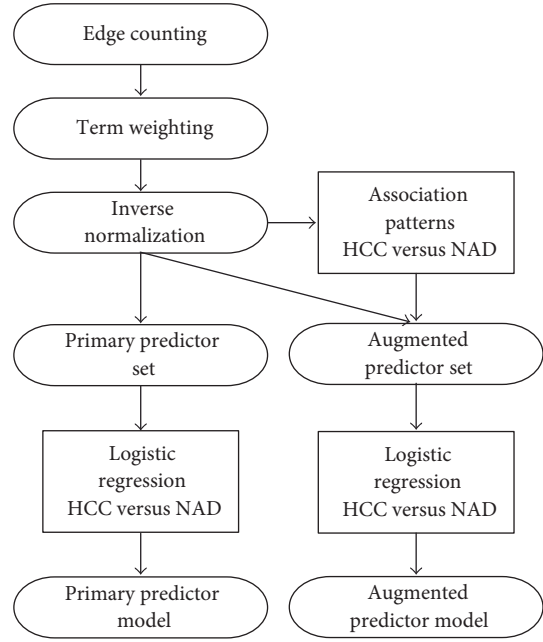 Edge counting
Term weighting
Inverse
normalization
Association
patterns
HCC versus NAD
Primary predictor
set
Augmented
predictor set
Logistic
regression
HCC versus NAD
Logistic
regression
HCC versus NAD
Primary predictor
model
Augmented
predictor model